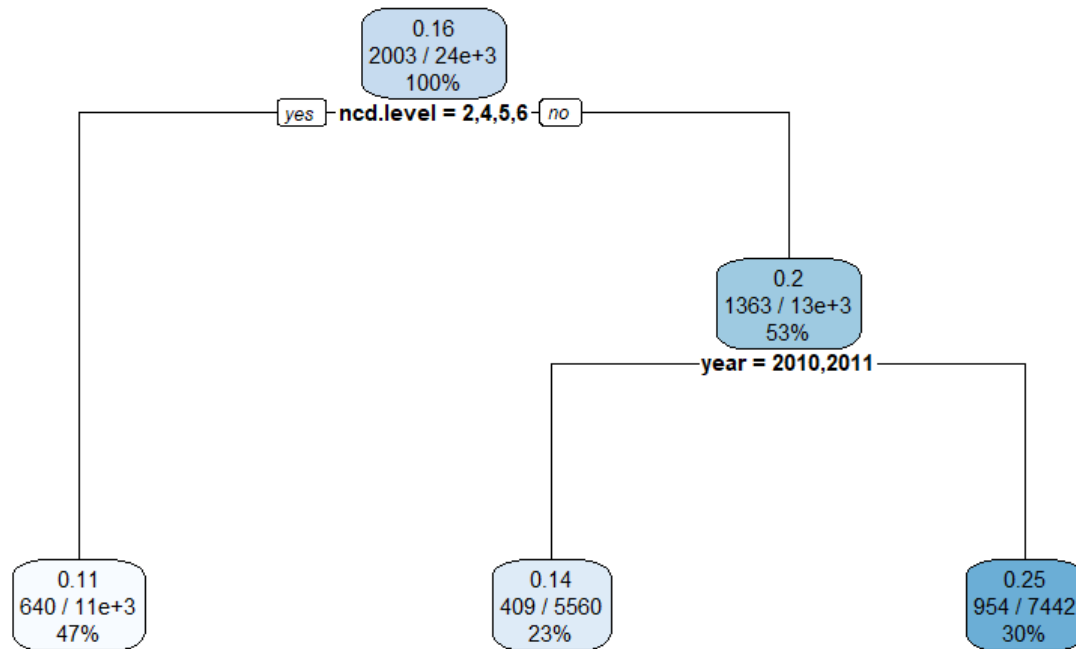 0.16
2003 / 24e+3
100%
yes ncd.level = 2,4,5,6 no
0.2
1363 / 13e+3
53%
year = 2010,2011
0.11
640 / 11e+3
47%
0.14
409 / 5560
23%
0.25
954 / 7442
30%